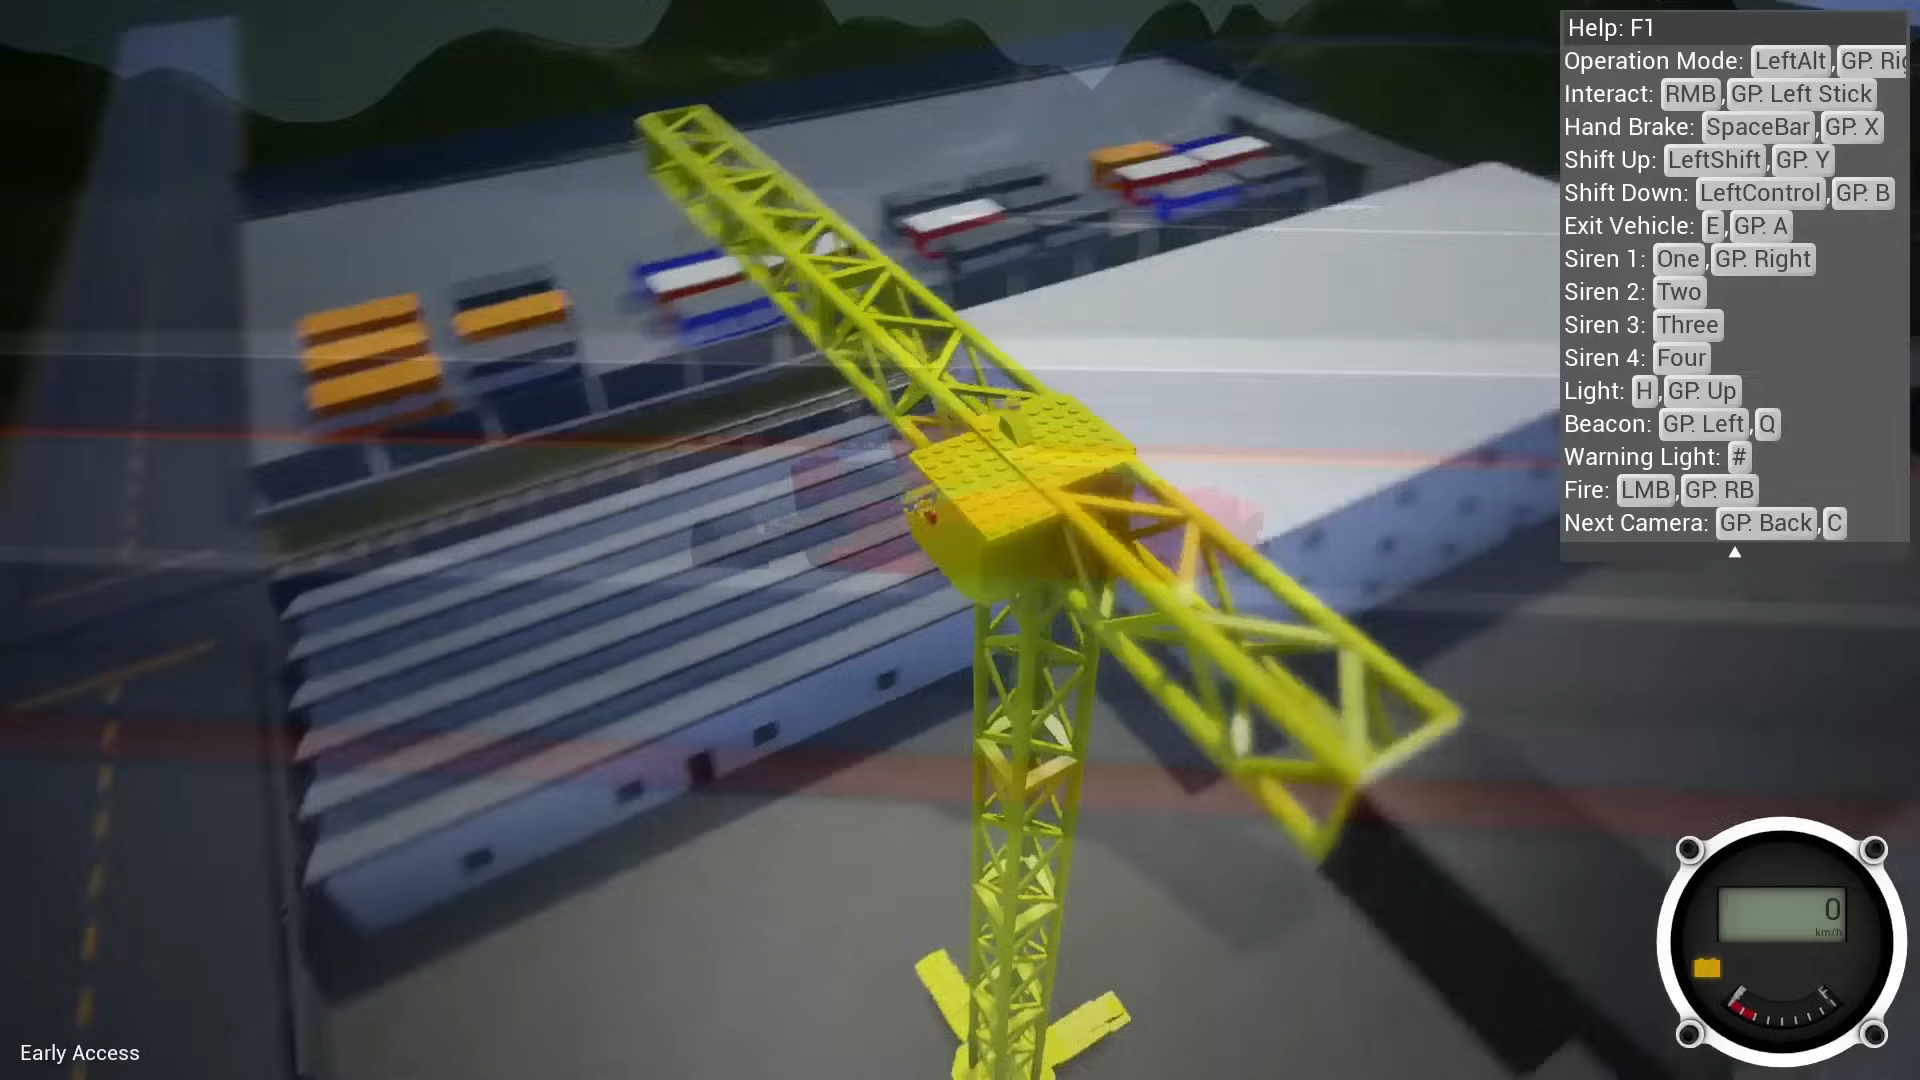 Help: F1
Operation Mode: LeftAlt, GP. Rig
Interact: RMB, GP. Left Stick
Hand Brake: SpaceBar, GP. X
Shift Up: LeftShift, GP. Y
Shift Down: LeftControl, GP. B
Exit Vehicle: E, GP. A
Siren 1: One, GP. Right
Siren 2: Two
Siren 3: Three
Siren 4: Four
Light: H, GP. Up
Beacon: GP. Left, Q
Warning Light: #
Fire: LMB, GP. RB
Next Camera: GP. Back, C
0
km/h
Early Access